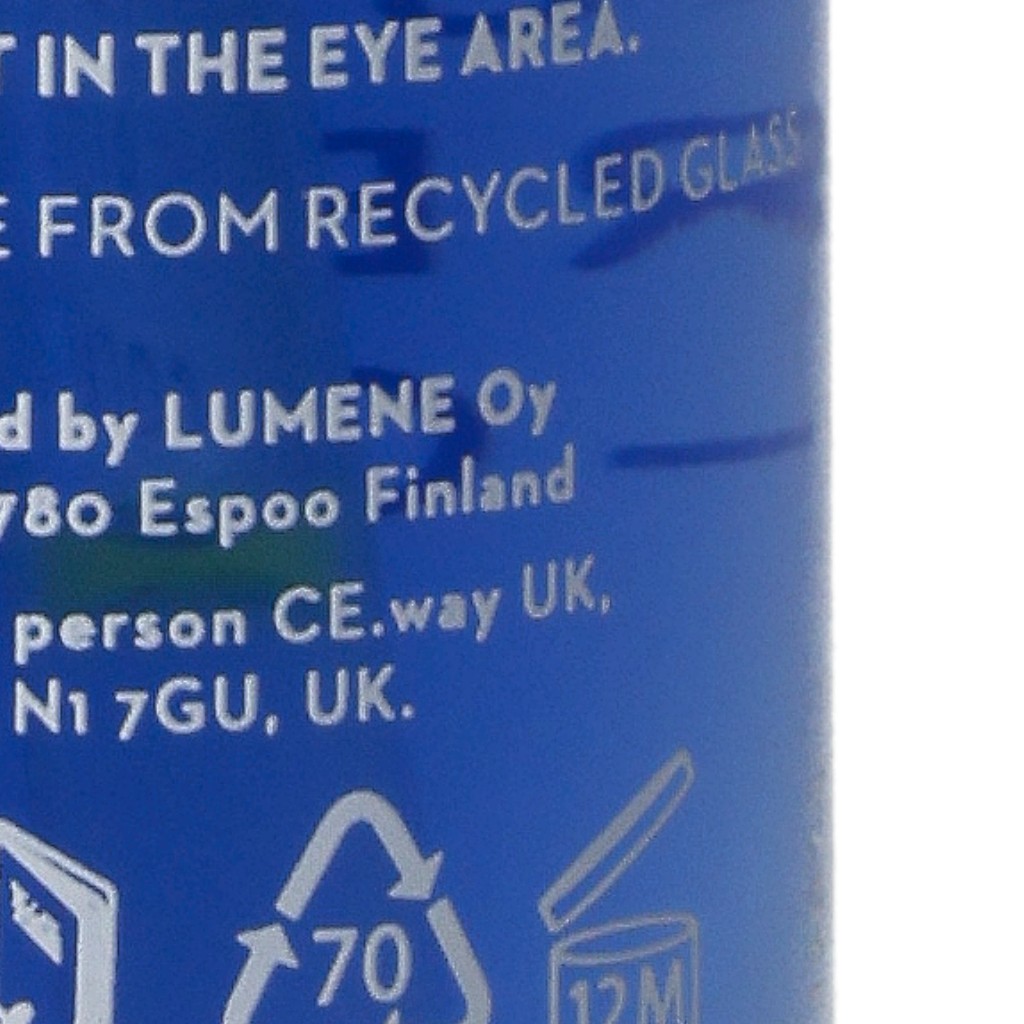 IN THE EYE AREA.
FROM RECYCLED GLASS
by LUMENE Oy
780 Espoo Finland
person CE.way UK,
N1 7GU, UK.
70
12M